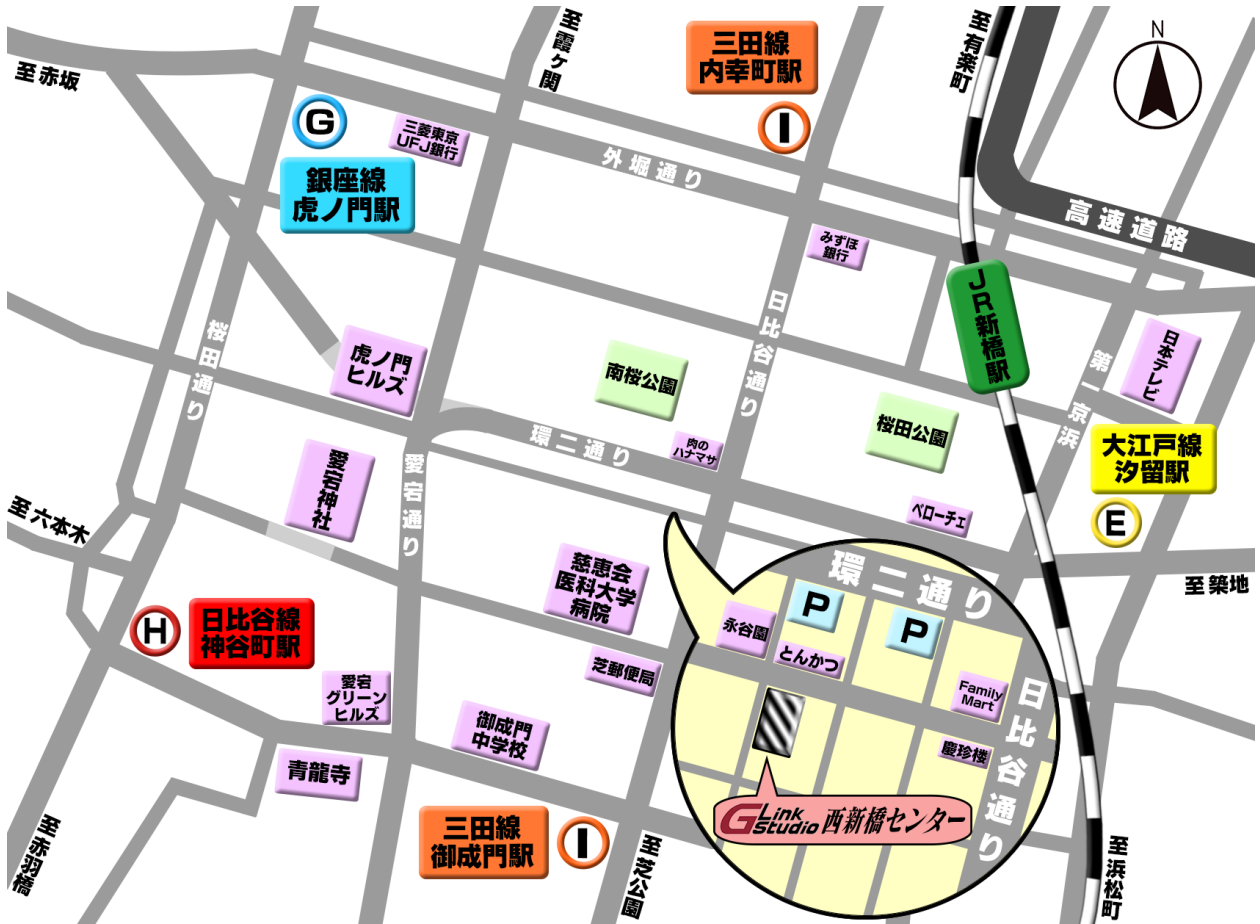 至赤坂
至霞ヶ関
三田線
内幸町駅
I
至有楽町
N
G
銀座線
虎ノ門駅
三菱東京
UFJ銀行
外堀通り
高速道路
みずほ
銀行
JR新橋駅
日比谷通り
桜田通り
虎ノ門
ヒルズ
南桜公園
桜田公園
第一京浜
日本テレビ
環二通り
肉の
ハナマサ
大江戸線
汐留駅
E
愛宕神社
愛宕通り
ベローチェ
至六本木
至築地
慈恵会
医科大学
病院
H
日比谷線
神谷町駅
芝郵便局
愛宕
グリーン
ヒルズ
御成門
中学校
青龍寺
三田線
御成門駅
I
至赤羽橋
至芝公園
至浜松町
環二通り
P
P
永谷園
とんかつ
Family
Mart
慶珍楼
日比谷通り
GLink
Studio 西新橋センター